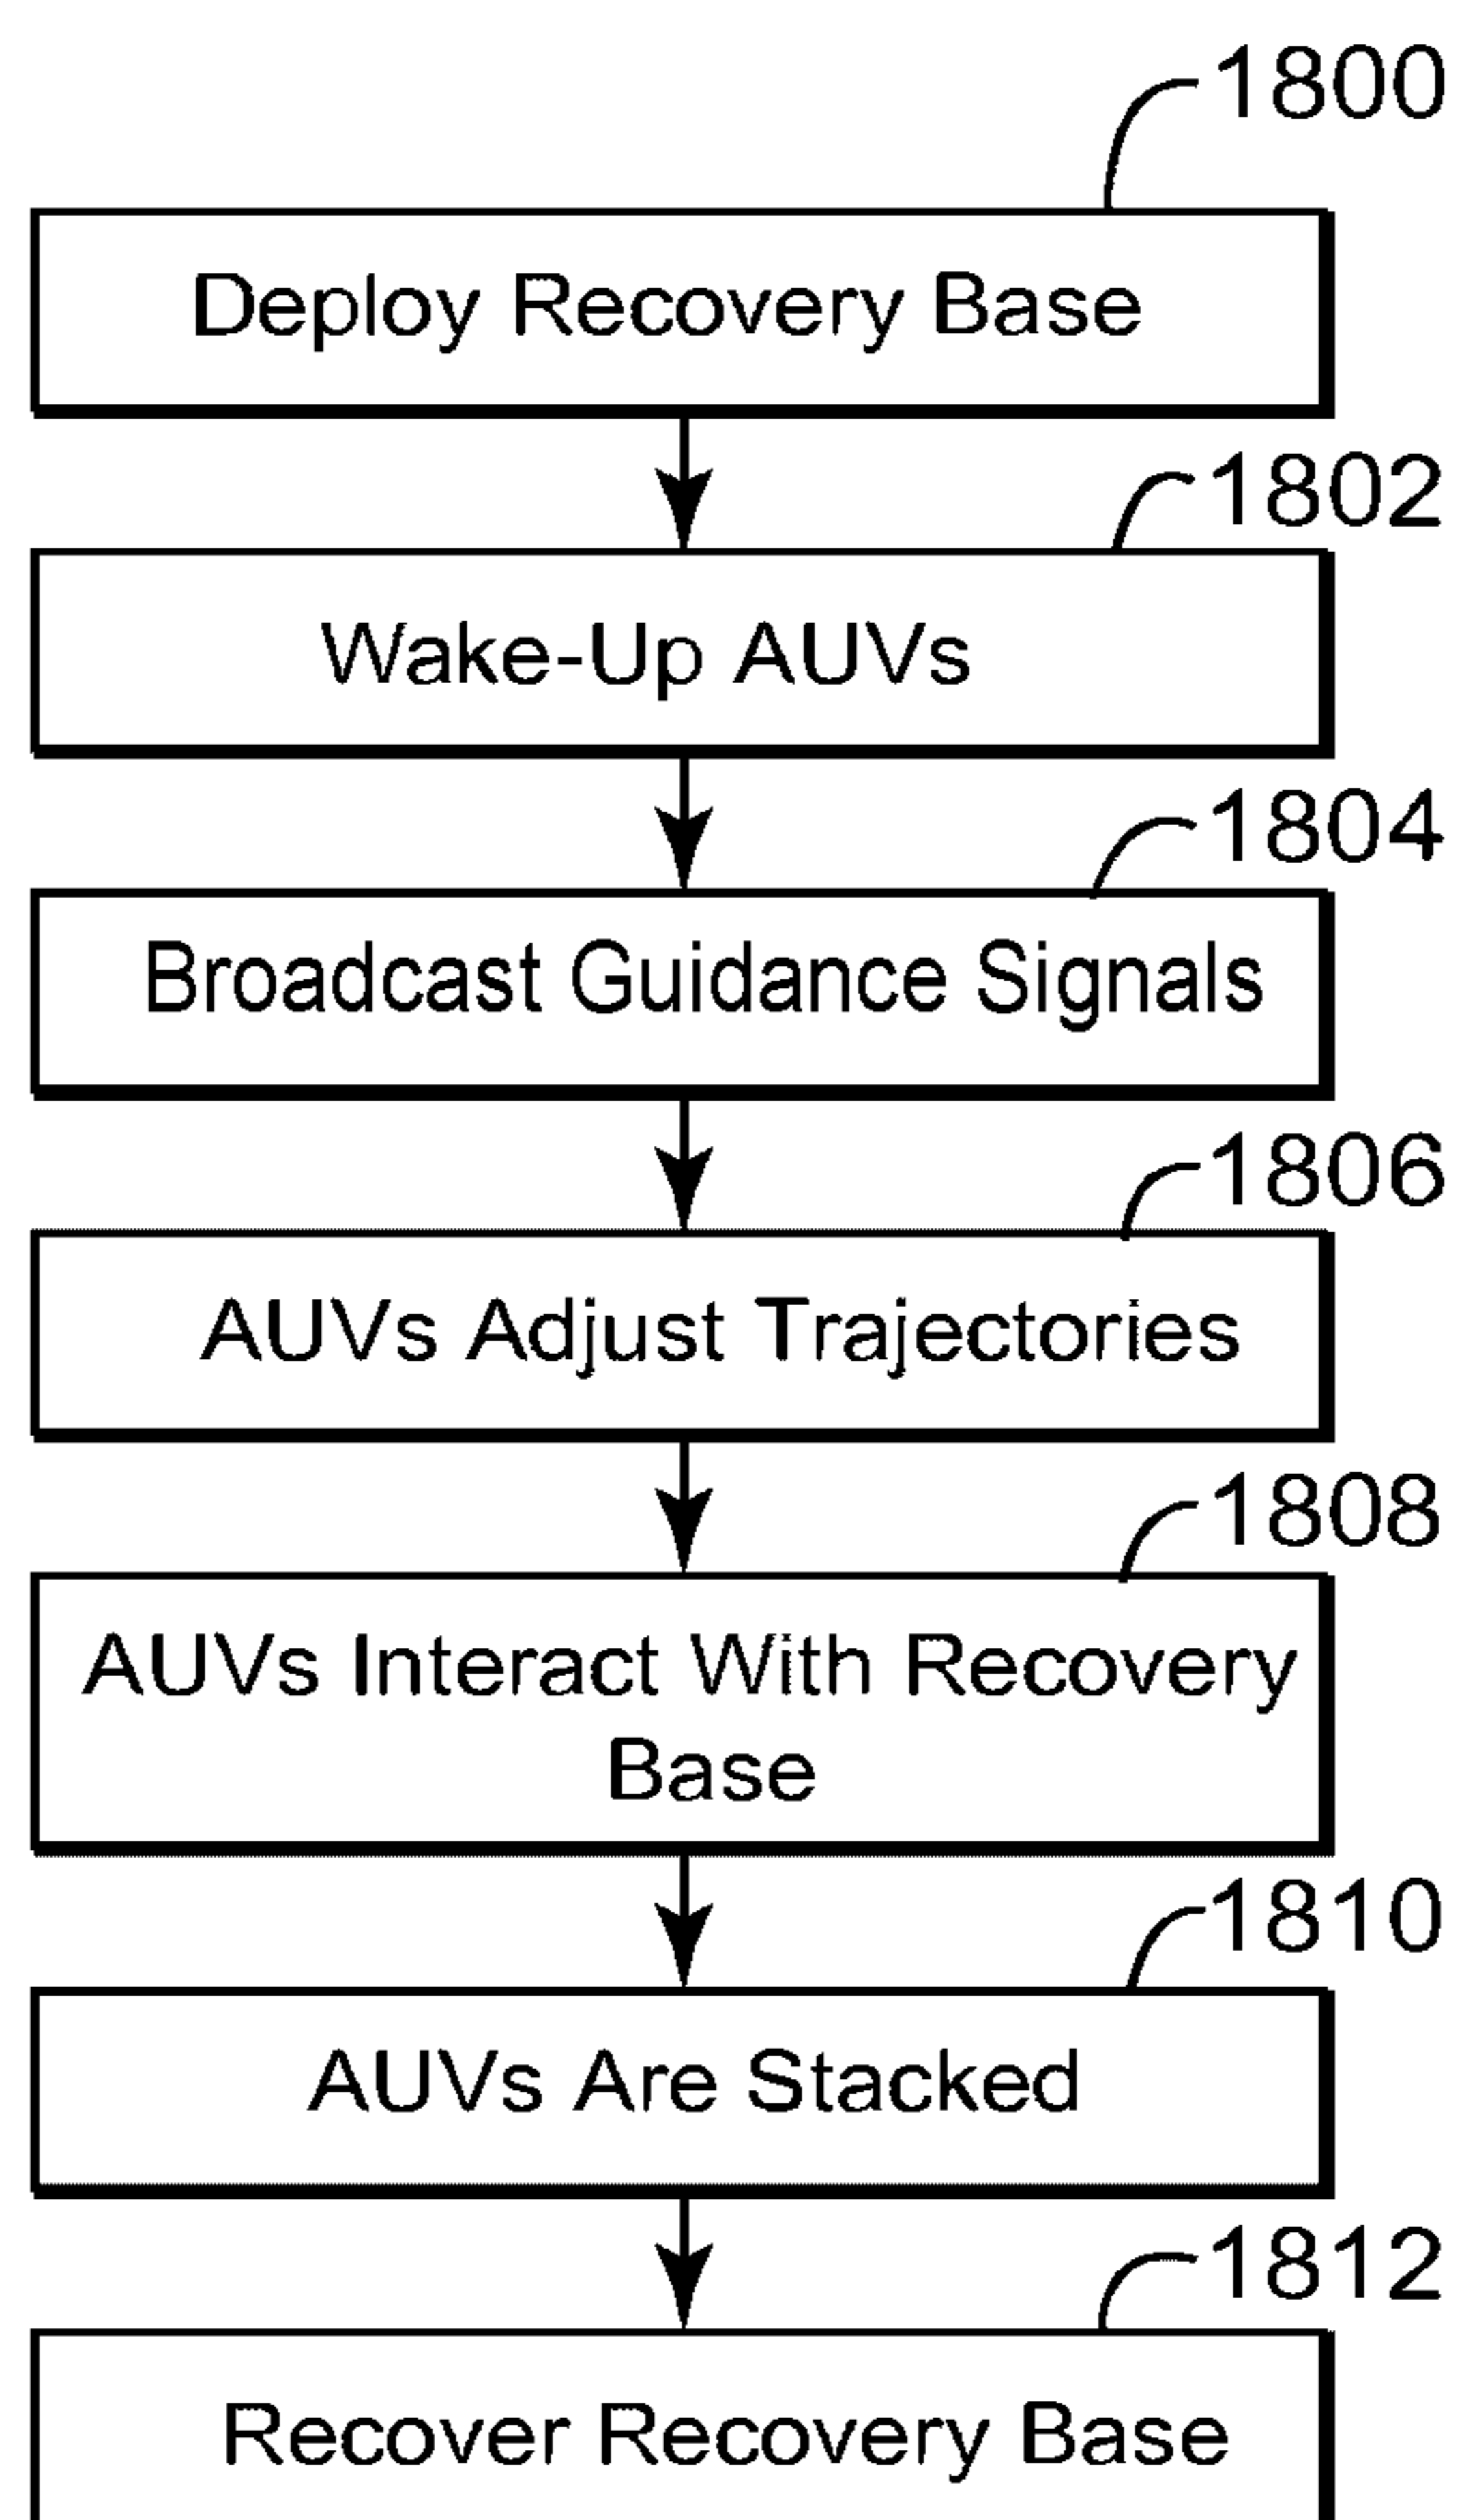 1800
Deploy Recovery Base
1802
Wake-Up AUVs
1804
Broadcast Guidance Signals
1806
AUVs Adjust Trajectories
1808
AUVs Interact With Recovery
Base
1810
AUVs Are Stacked
1812
Recover Recovery Base